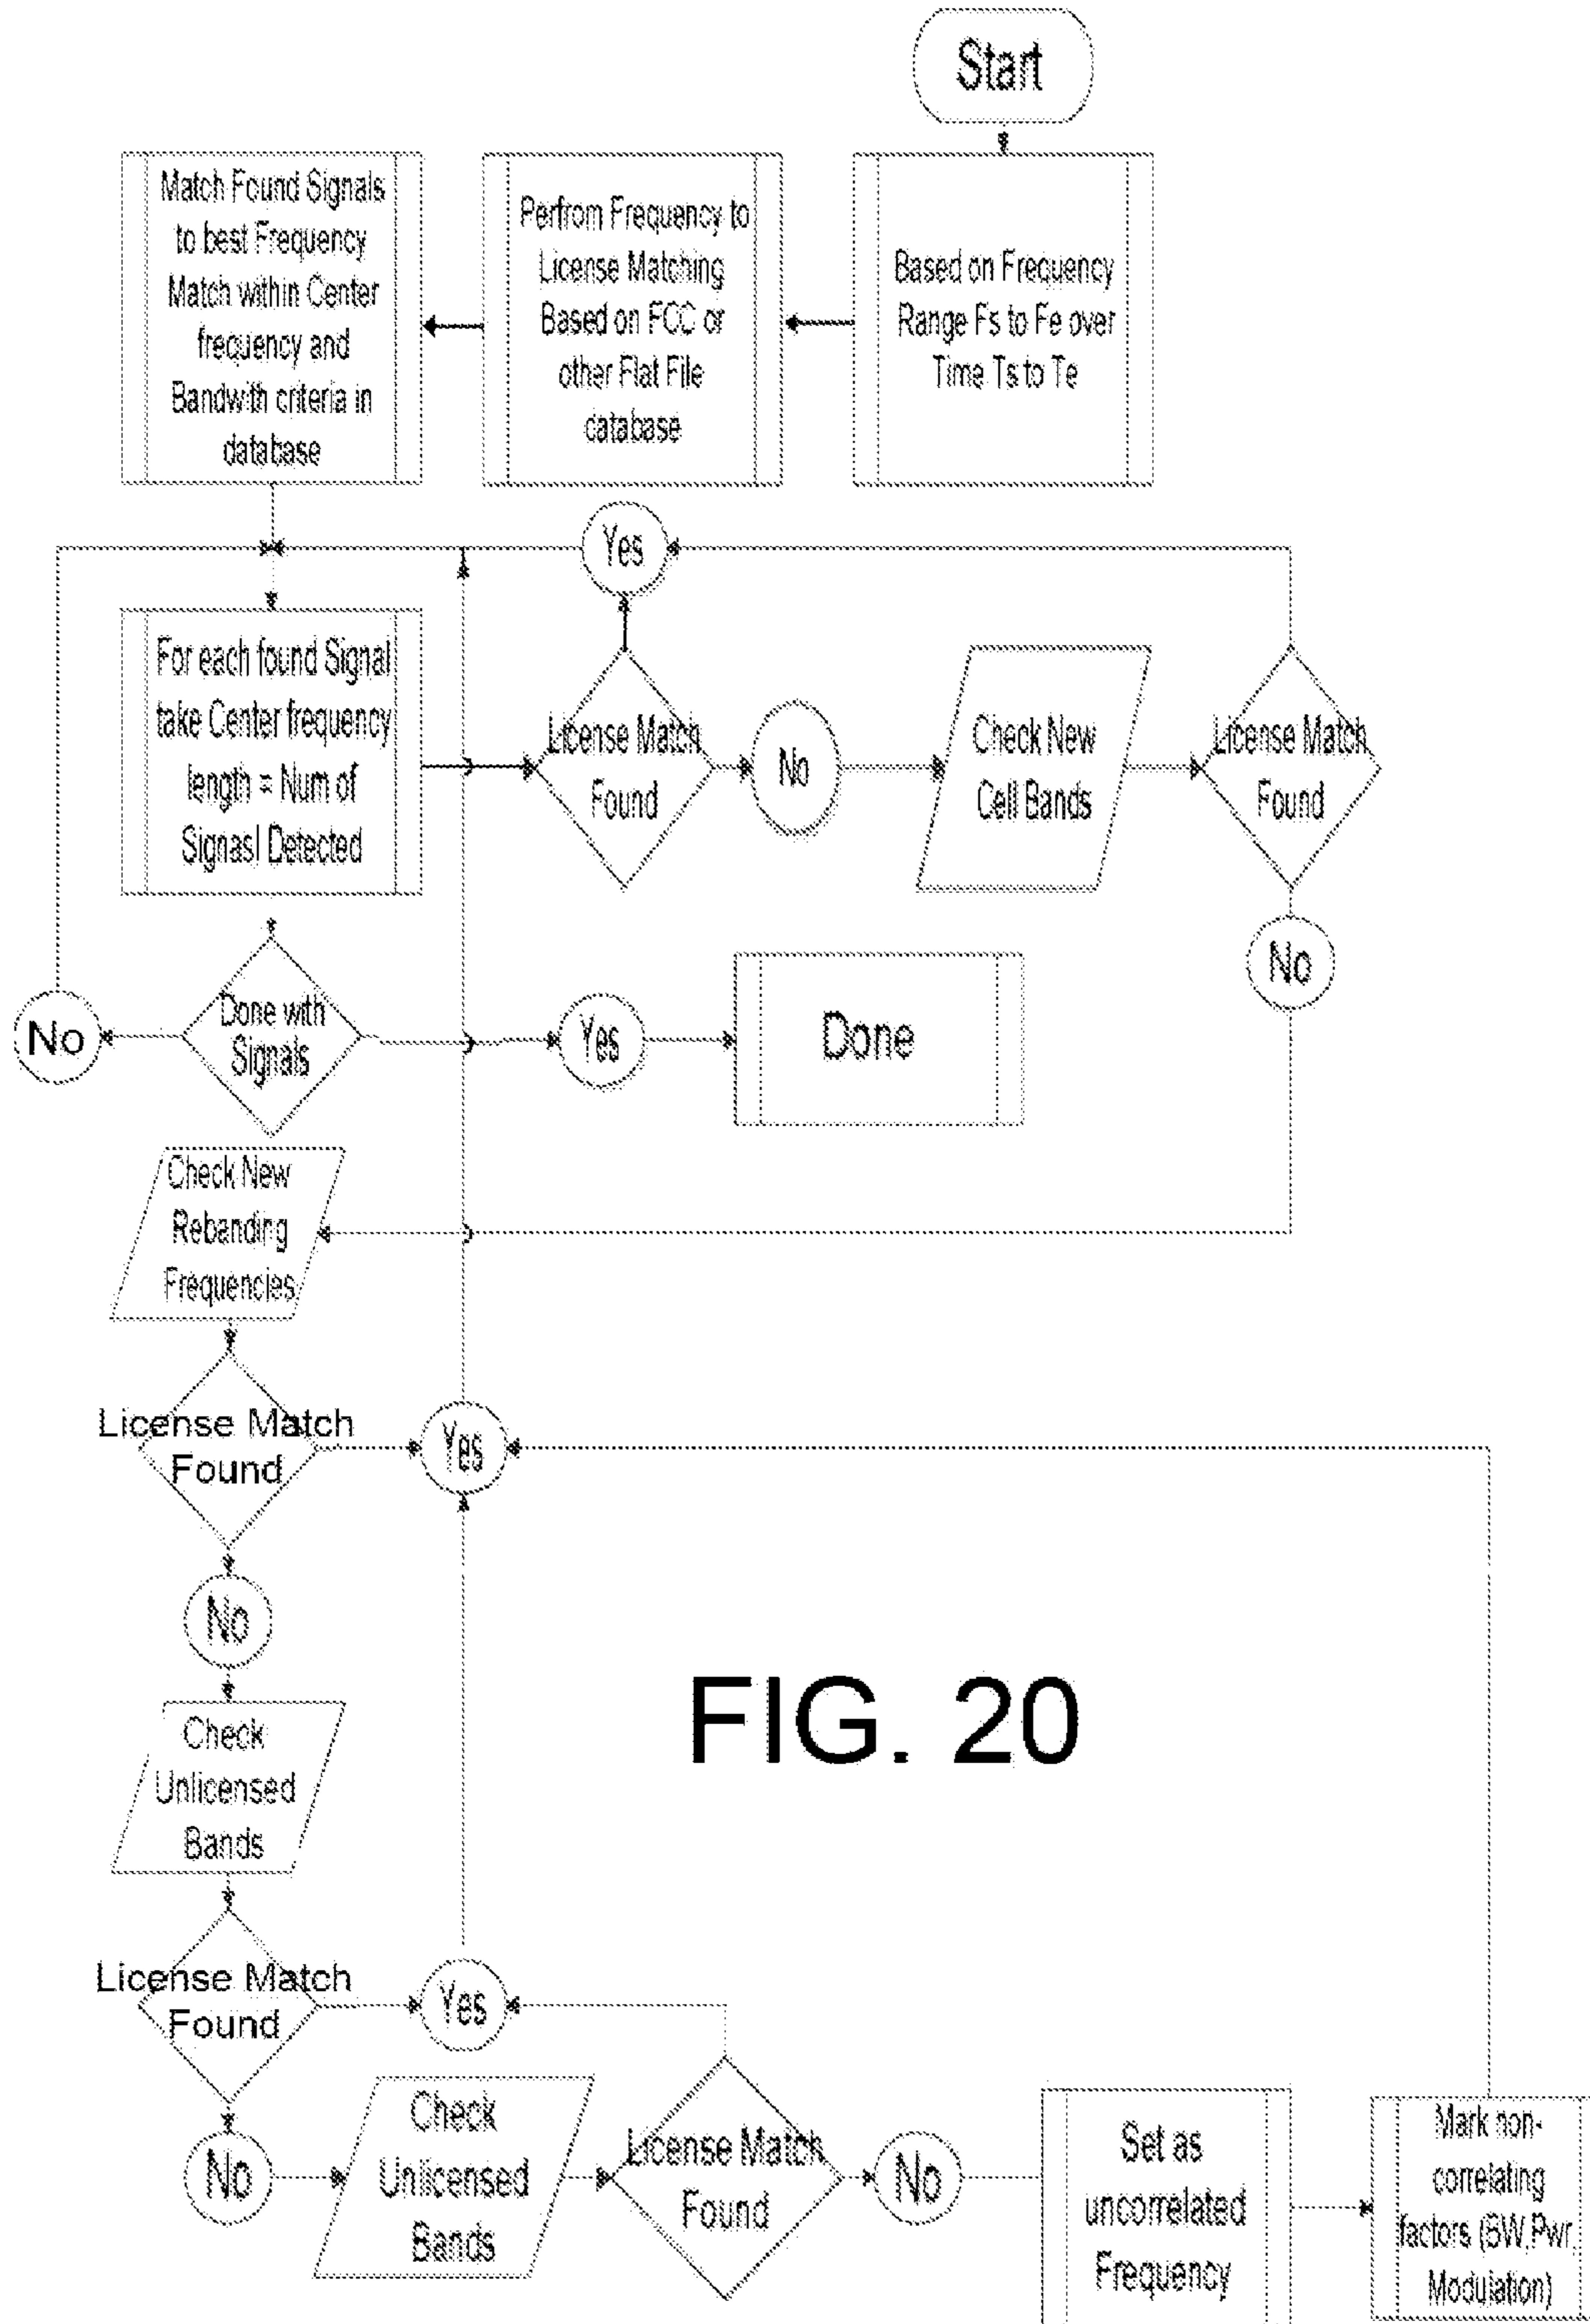 Start
Match Found Signals
to best Frequency
Match within Center
frequency and
Bandwith criteria in
database
Perfrom Frequency to
License Matching
Based on FCC or
other Flat File
database
Based on Frequency
Range Fs to Fe over
Time Ts to Te
Yes
For each found Signal
take Center frequency
length = Num of
Signasl Detected
License Match
Found
No
Check New
Cell Bands
License Match
Found
No
No
Done with
Signals
Yes
Done
Check New
Rebanding
Frequencies
License Match
Found
Yes
No
FIG. 20
Check
Unlicensed
Bands
License Match
Found
Yes
No
Check
Unlicensed
Bands
License Match
Found
No
Set as
uncorrelated
Frequency
Mark non-
correlating
factors (BW,Pwr,
Modulation)